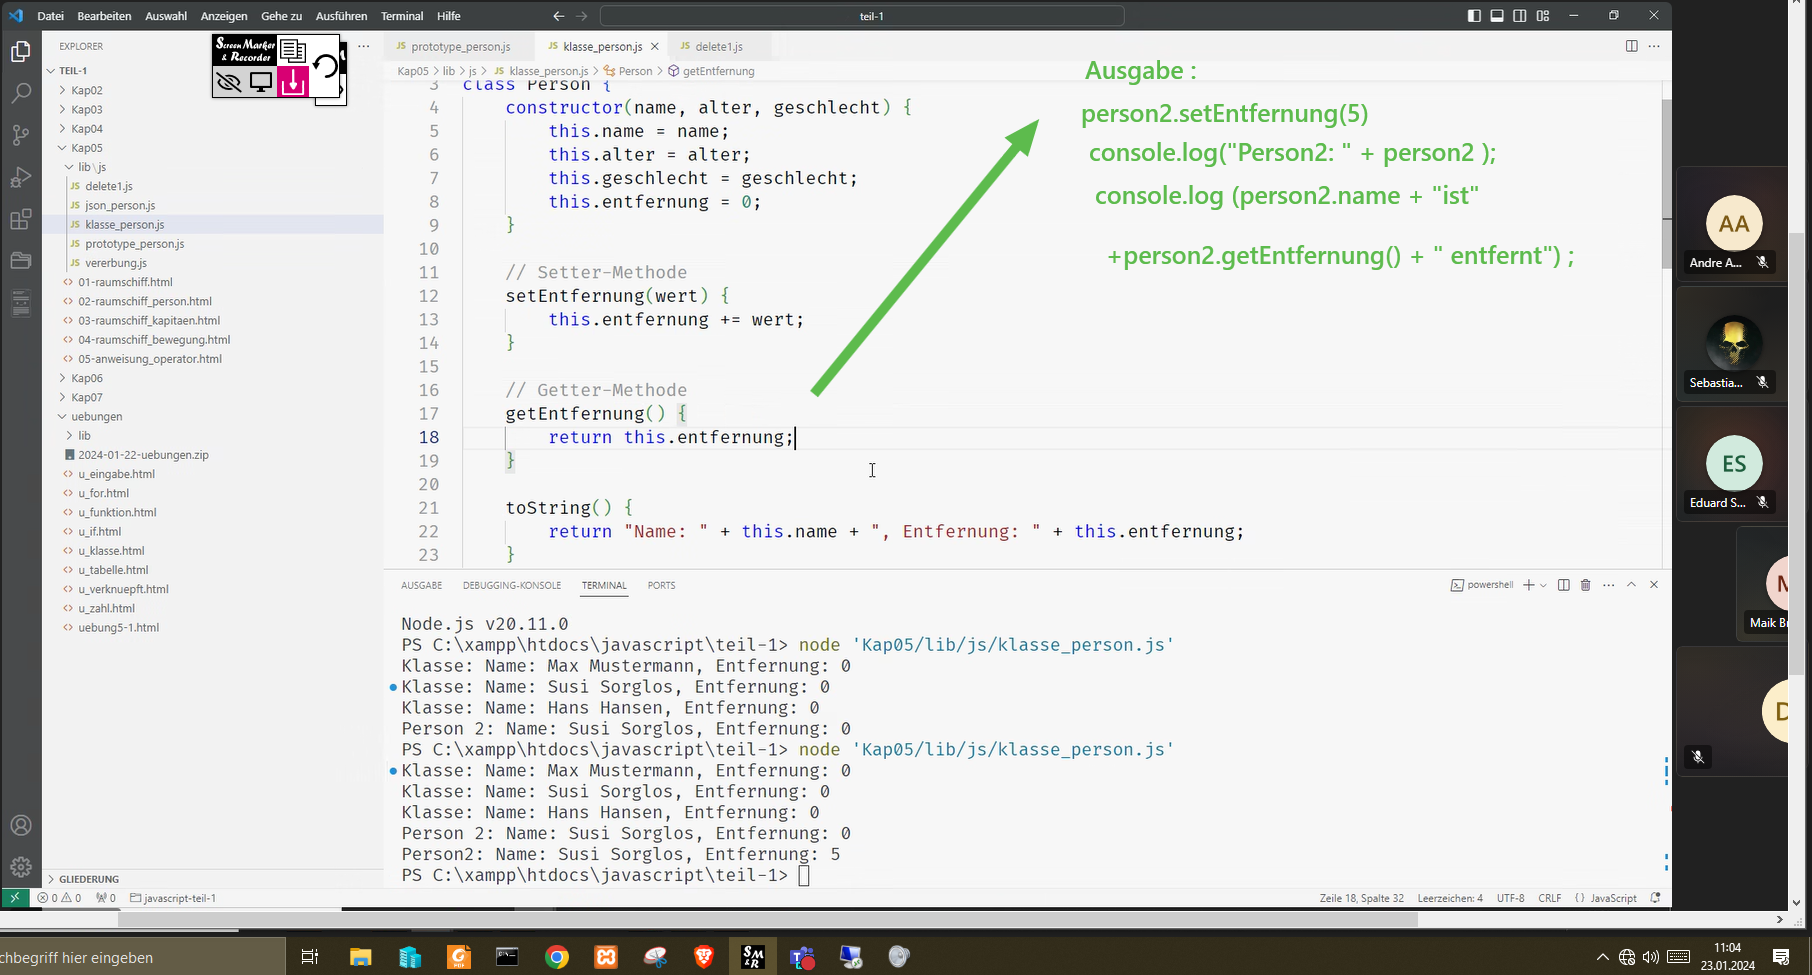 Datei Bearbeiten Auswahl Anzeigen Gehe zu Ausführen Terminal Hilfe
teil-1
EXPLORER
Screen Marker
& Recorder
TEIL-1
Kap02
Kap03
Kap04
Kap05
lib \ js
JS delete1.js
JS json_person.js
JS klasse_person.js
JS prototype_person.js
JS vererbung.js
01-raumschiff.html
02-raumschiff_person.html
03-raumschiff_kapitaen.html
04-raumschiff_bewegung.html
05-anweisung_operator.html
Kap06
Kap07
uebungen
lib
2024-01-22-uebungen.zip
u_eingabe.html
u_for.html
u_funktion.html
u_if.html
u_klasse.html
u_tabelle.html
u_verknuepft.html
u_zahl.html
uebung5-1.html
GLIEDERUNG
JS prototype_person.js JS klasse_person.js JS delete1.js
Kap05 > lib > js > JS klasse_person.js > Person > getEntfernung
3 class Person {
4 constructor(name, alter, geschlecht) {
5 this.name = name;
6 this.alter = alter;
7 this.geschlecht = geschlecht;
8 this.entfernung = 0;
9 }
10
11 // Setter-Methode
12 setEntfernung(wert) {
13 this.entfernung += wert;
14 }
15
16 // Getter-Methode
17 getEntfernung() {
18 return this.entfernung;
19 }
20
21 toString() {
22 return "Name: " + this.name + ", Entfernung: " + this.entfernung;
23 }
Ausgabe :
person2.setEntfernung(5)
console.log("Person2: " + person2 );
console.log (person2.name + "ist"
+person2.getEntfernung() + " entfernt") ;
AUSGABE DEBUGGING-KONSOLE TERMINAL PORTS
powershell
Node.js v20.11.0
PS C:\xampp\htdocs\javascript\teil-1> node 'Kap05/lib/js/klasse_person.js'
Klasse: Name: Max Mustermann, Entfernung: 0
Klasse: Name: Susi Sorglos, Entfernung: 0
Klasse: Name: Hans Hansen, Entfernung: 0
Person 2: Name: Susi Sorglos, Entfernung: 0
PS C:\xampp\htdocs\javascript\teil-1> node 'Kap05/lib/js/klasse_person.js'
Klasse: Name: Max Mustermann, Entfernung: 0
Klasse: Name: Susi Sorglos, Entfernung: 0
Klasse: Name: Hans Hansen, Entfernung: 0
Person 2: Name: Susi Sorglos, Entfernung: 0
Person2: Name: Susi Sorglos, Entfernung: 5
PS C:\xampp\htdocs\javascript\teil-1>
0 0 0 javascript-teil-1
Zeile 18, Spalte 32 Leerzeichen: 4 UTF-8 CRLF {} JavaScript
AA
Andre A...
Sebastia...
ES
Eduard S...
Maik B
D
chbegriff hier eingeben
SM&R
11:04
23.01.2024